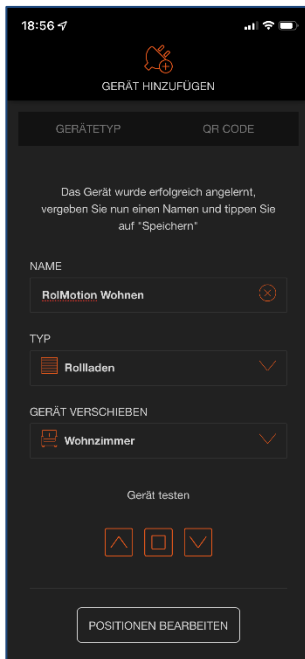 18:56
GERÄT HINZUFÜGEN
GERÄTETYP QR CODE
Das Gerät wurde erfolgreich angelernt,
vergeben Sie nun einen Namen und tippen Sie
auf "Speichern"
NAME
RolMotion Wohnen
TYP
Rollladen
GERÄT VERSCHIEBEN
Wohnzimmer
Gerät testen
POSITIONEN BEARBEITEN